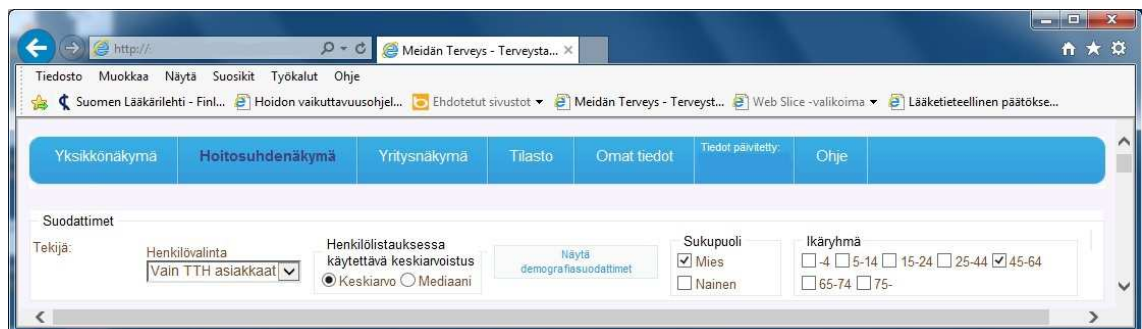 http://
Meidän Terveys - Terveysta...
Tiedosto Muokkaa Näytä Suosikit Työkalut Ohje
Suomen Lääkärilehti - Finl... Hoidon vaikuttavuusohjel... Ehdotetut sivustot Meidän Terveys - Terveyst... Web Slice -valikoima Lääketieteellinen päätökse...
Yksikkönäkymä Hoitosuhdenäkymä Yritysnäkymä Tilasto Omat tiedot Tiedot päivitetty: Ohje
Suodattimet
Tekijä:
Henkilövalinta
Vain TTH asiakkaat
Henkilölistauksessa
käytettävä keskiarvoistus
Keskiarvo Mediaani
Näytä
demografiasuodattimet
Sukupuoli
Mies
Nainen
Ikäryhmä
-4 5-14 15-24 25-44 45-64
65-74 75-